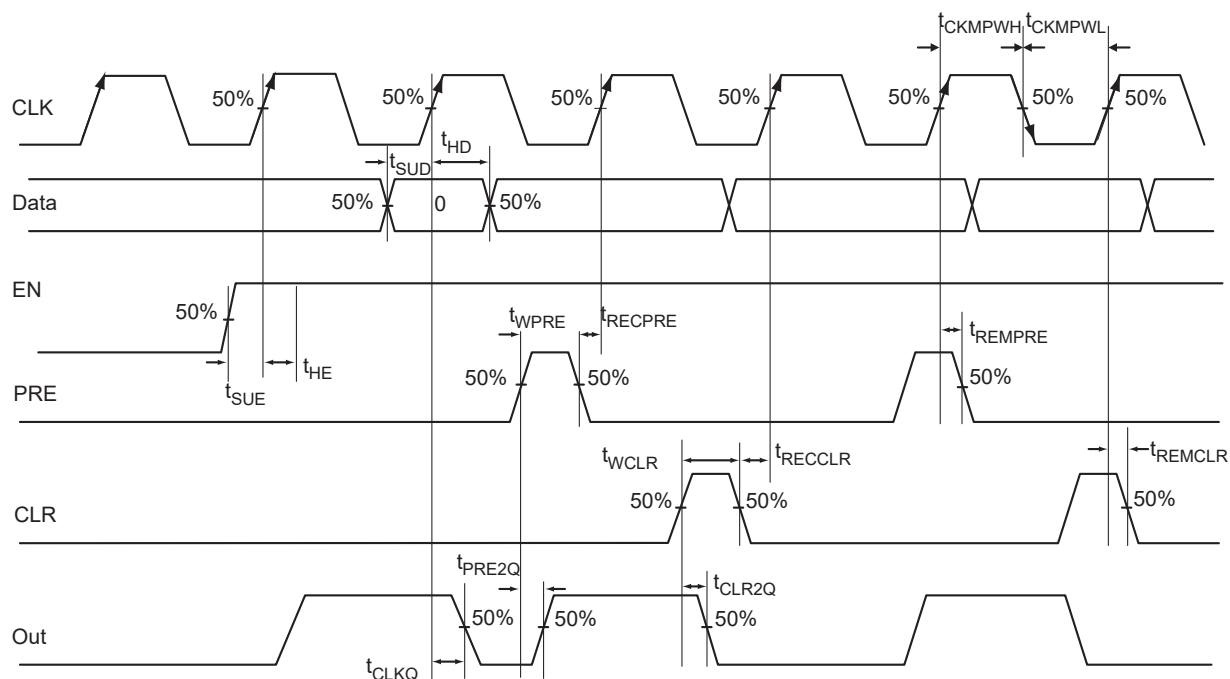 tCKMPWH tCKMPWL
CLK
50% 50% 50% 50% 50% 50% 50%
tSUD tHD
Data
50% 0 50%
EN
50%
tSUE tHE
tWPRE tRECPRE tREMPRE
PRE
50% 50% 50%
tWCLR tRECCLR tREMCLR
CLR
50% 50% 50%
tPRE2Q tCLR2Q
Out
50% 50% 50%
tCLKQ